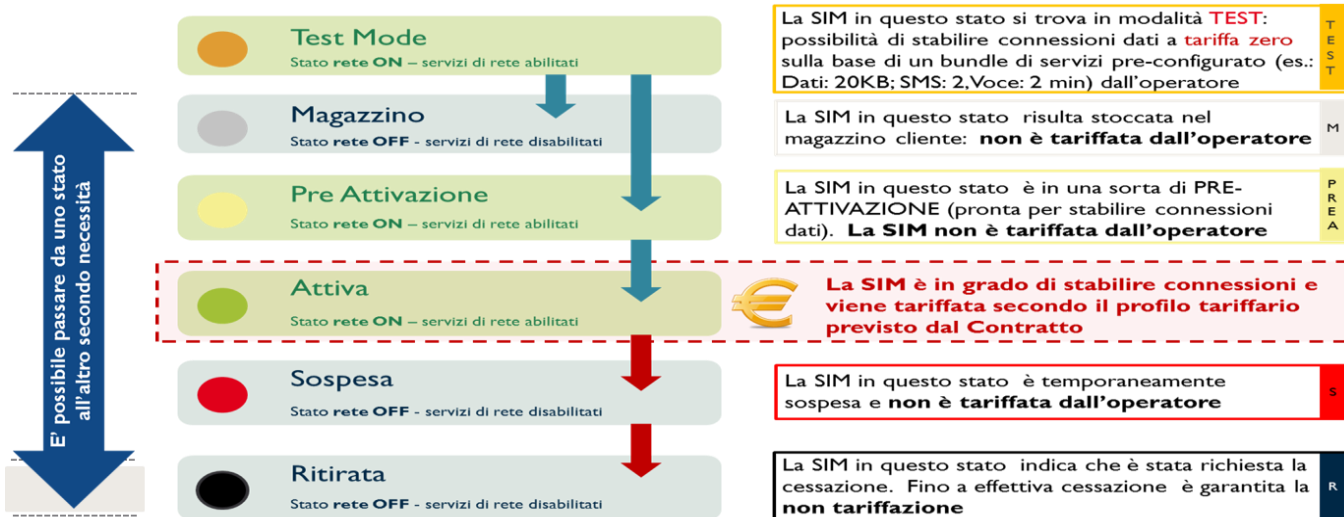 E' possibile passare da uno stato
all'altro secondo necessità
Test Mode
Stato rete ON – servizi di rete abilitati
La SIM in questo stato si trova in modalità TEST:
possibilità di stabilire connessioni dati a tariffa zero
sulla base di un bundle di servizi pre-configurato (es.:
Dati: 20KB; SMS: 2, Voce: 2 min) dall'operatore
TEST
Magazzino
Stato rete OFF - servizi di rete disabilitati
La SIM in questo stato risulta stoccata nel
magazzino cliente: non è tariffata dall'operatore
M
Pre Attivazione
Stato rete ON – servizi di rete abilitati
La SIM in questo stato è in una sorta di PRE-
ATTIVAZIONE (pronta per stabilire connessioni
dati). La SIM non è tariffata dall'operatore
PREA
Attiva
Stato rete ON – servizi di rete abilitati
€
La SIM è in grado di stabilire connessioni e
viene tariffata secondo il profilo tariffario
previsto dal Contratto
Sospesa
Stato rete OFF - servizi di rete disabilitati
La SIM in questo stato è temporaneamente
sospesa e non è tariffata dall'operatore
S
Ritirata
Stato rete OFF - servizi di rete disabilitati
La SIM in questo stato indica che è stata richiesta la
cessazione. Fino a effettiva cessazione è garantita la
non tariffazione
R